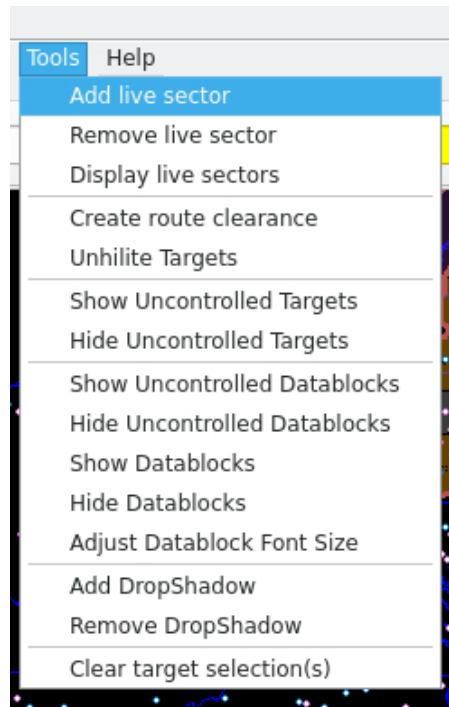 Tools Help
Add live sector
Remove live sector
Display live sectors
Create route clearance
Unhilite Targets
Show Uncontrolled Targets
Hide Uncontrolled Targets
Show Uncontrolled Datablocks
Hide Uncontrolled Datablocks
Show Datablocks
Hide Datablocks
Adjust Datablock Font Size
Add DropShadow
Remove DropShadow
Clear target selection(s)